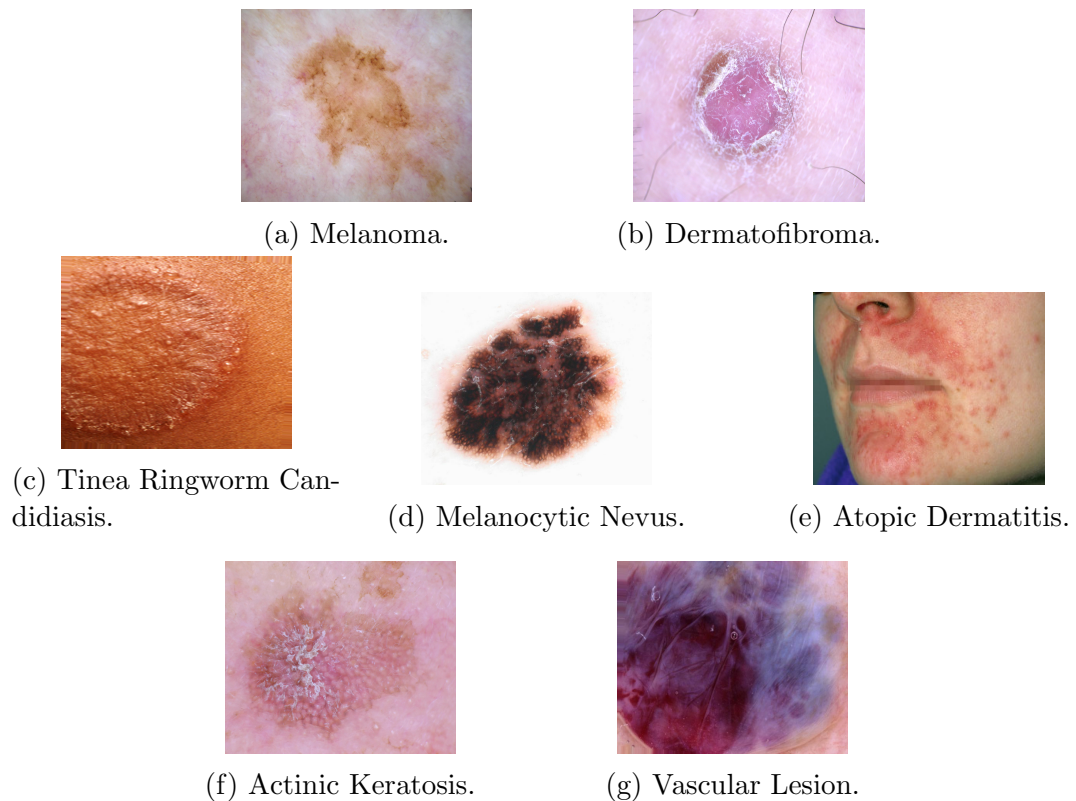 (a) Melanoma.
(b) Dermatofibroma.
(c) Tinea Ringworm Can-
didiasis.
(d) Melanocytic Nevus.
(e) Atopic Dermatitis.
(f) Actinic Keratosis.
(g) Vascular Lesion.